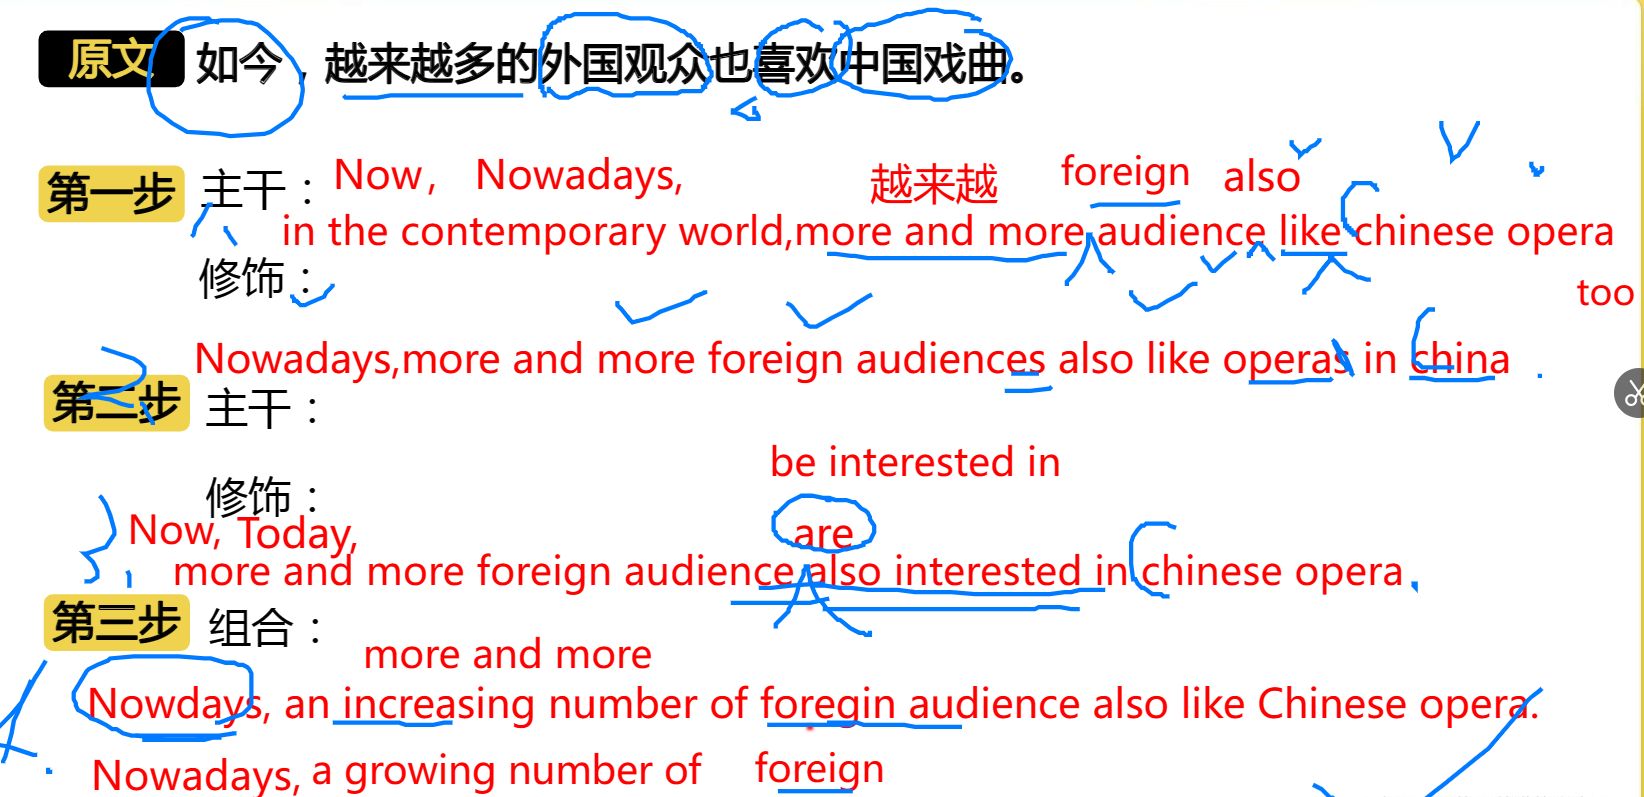 原文 如今，越来越多的外国观众也喜欢中国戏曲。
第一步 主干： Now， Nowadays, 越来越 foreign also
in the contemporary world,more and more audience like chinese opera
修饰： too
Nowadays,more and more foreign audiences also like operas in china
第二步 主干：
be interested in
修饰：
Now, Today, are
more and more foreign audience also interested in chinese opera
第三步 组合：
more and more
Nowdays, an increasing number of foregin audience also like Chinese opera.
Nowadays, a growing number of foreign